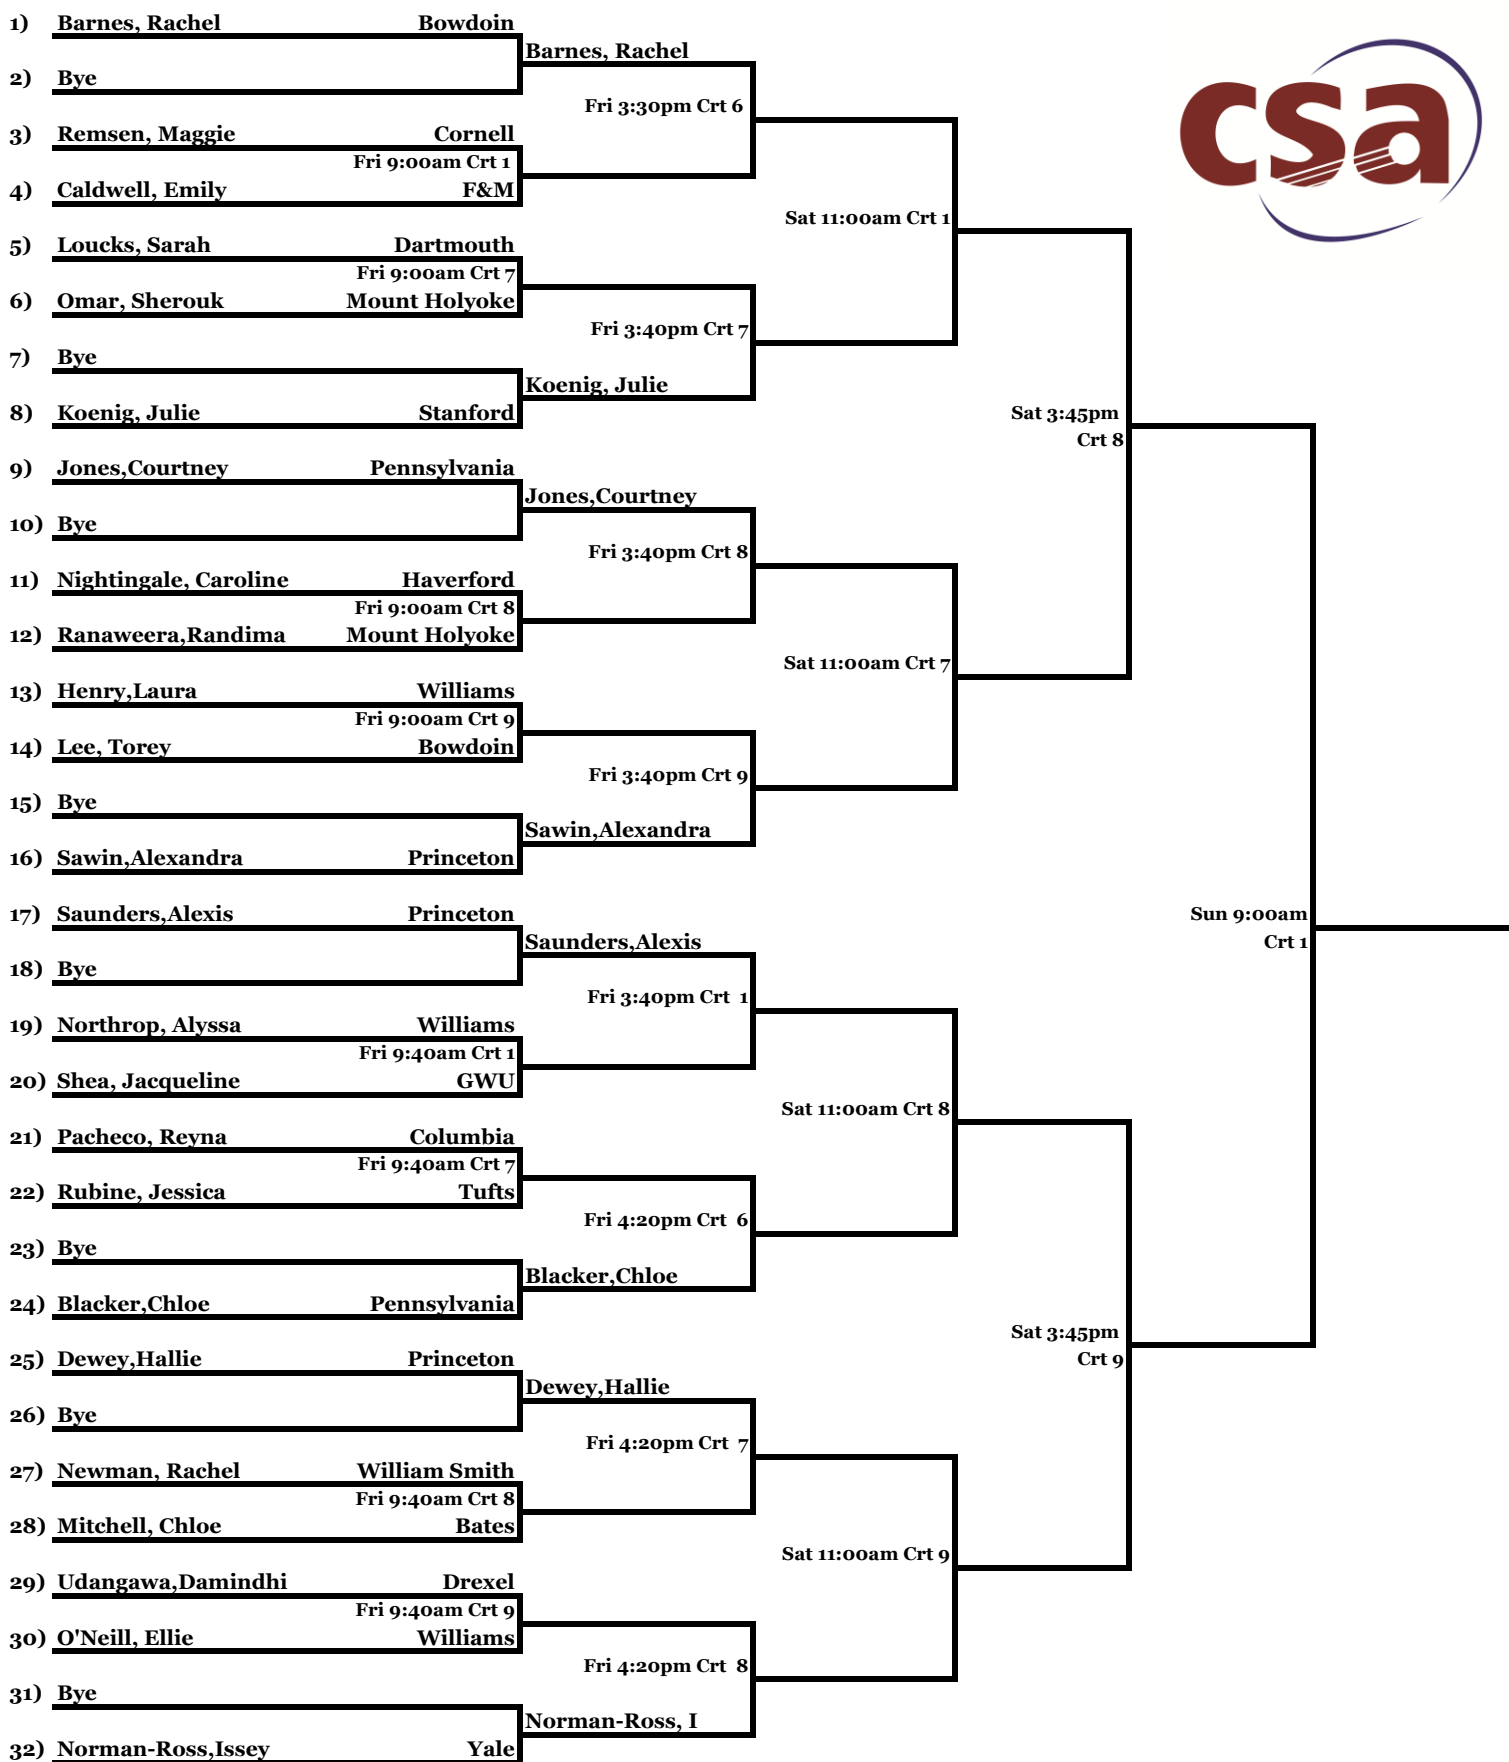 1) Barnes, Rachel Bowdoin
Barnes, Rachel
2) Bye
Fri 3:30pm Crt 6
csa
3) Remsen, Maggie Cornell
Fri 9:00am Crt 1
4) Caldwell, Emily F&M
Sat 11:00am Crt 1
5) Loucks, Sarah Dartmouth
Fri 9:00am Crt 7
6) Omar, Sherouk Mount Holyoke
Fri 3:40pm Crt 7
7) Bye
Koenig, Julie
8) Koenig, Julie Stanford
Sat 3:45pm
Crt 8
9) Jones,Courtney Pennsylvania
Jones,Courtney
10) Bye
Fri 3:40pm Crt 8
11) Nightingale, Caroline Haverford
Fri 9:00am Crt 8
12) Ranaweera,Randima Mount Holyoke
Sat 11:00am Crt 7
13) Henry,Laura Williams
Fri 9:00am Crt 9
14) Lee, Torey Bowdoin
Fri 3:40pm Crt 9
15) Bye
Sawin,Alexandra
16) Sawin,Alexandra Princeton
17) Saunders,Alexis Princeton
Sun 9:00am
Crt 1
Saunders,Alexis
18) Bye
Fri 3:40pm Crt 1
19) Northrop, Alyssa Williams
Fri 9:40am Crt 1
20) Shea, Jacqueline GWU
Sat 11:00am Crt 8
21) Pacheco, Reyna Columbia
Fri 9:40am Crt 7
22) Rubine, Jessica Tufts
Fri 4:20pm Crt 6
23) Bye
Blacker,Chloe
24) Blacker,Chloe Pennsylvania
Sat 3:45pm
Crt 9
25) Dewey,Hallie Princeton
Dewey,Hallie
26) Bye
Fri 4:20pm Crt 7
27) Newman, Rachel William Smith
Fri 9:40am Crt 8
28) Mitchell, Chloe Bates
Sat 11:00am Crt 9
29) Udangawa,Damindhi Drexel
Fri 9:40am Crt 9
30) O'Neill, Ellie Williams
Fri 4:20pm Crt 8
31) Bye
Norman-Ross, I
32) Norman-Ross,Issey Yale